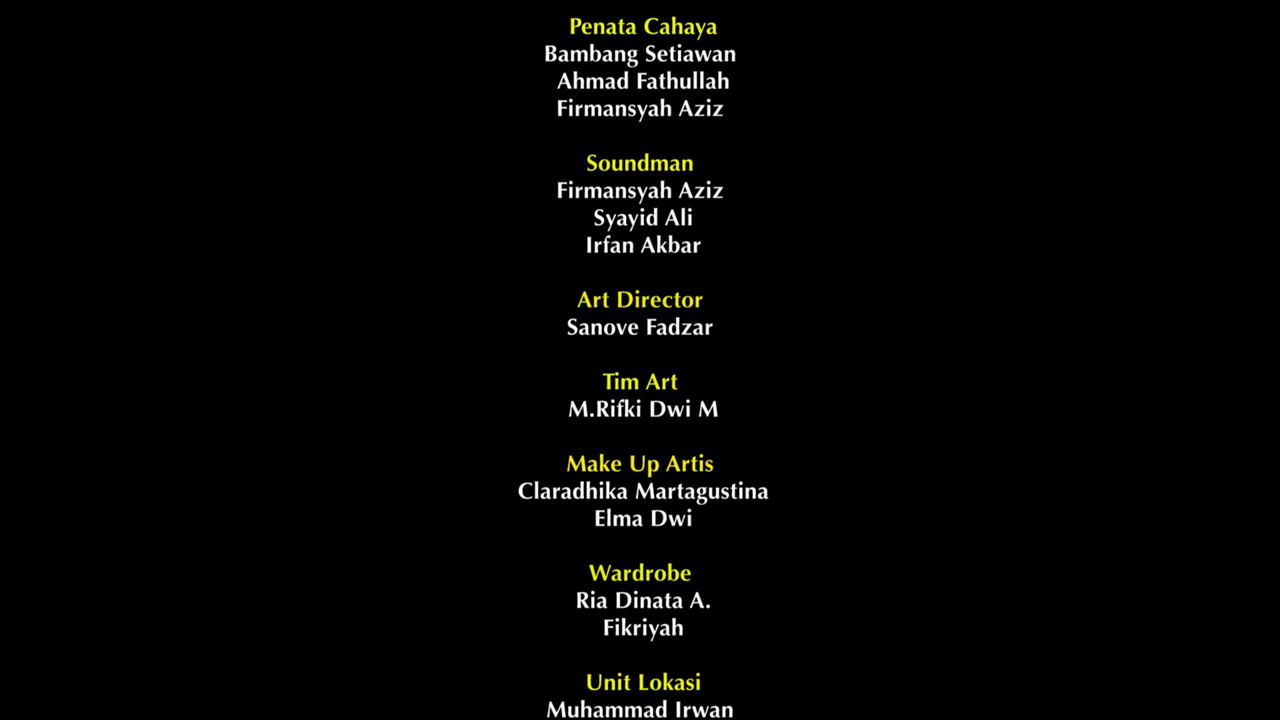 Penata Cahaya
Bambang Setiawan
Ahmad Fathullah
Firmansyah Aziz
Soundman
Firmansyah Aziz
Syayid Ali
Irfan Akbar
Art Director
Sanove Fadzar
Tim Art
M.Rifki Dwi M
Make Up Artis
Claradhika Martagustina
Elma Dwi
Wardrobe
Ria Dinata A.
Fikriyah
Unit Lokasi
Muhammad Irwan